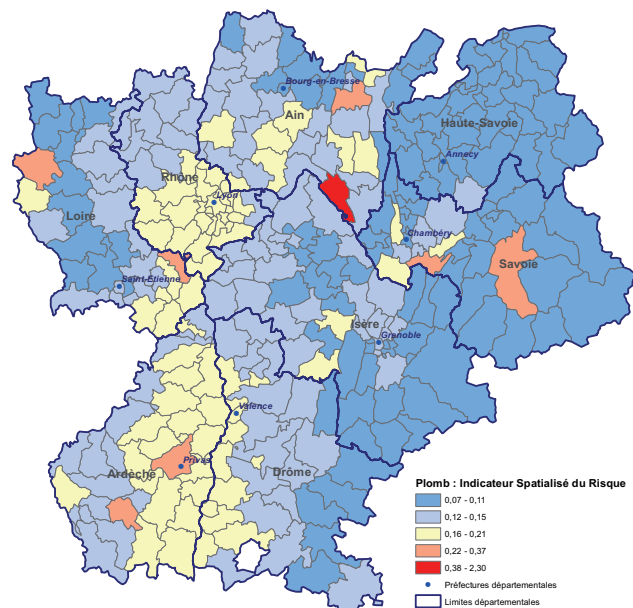 Bourg-en-Bresse
Ain
Haute-Savoie
Annecy
Rhône
Lyon
Loire
Chambéry
Savoie
Saint-Etienne
Isère
Grenoble
Valence
Privas
Ardèche
Drôme
Plomb : Indicateur Spatialisé du Risque
0,07 - 0,11
0,12 - 0,15
0,16 - 0,21
0,22 - 0,37
0,38 - 2,30
Préfectures départementales
Limites départementales